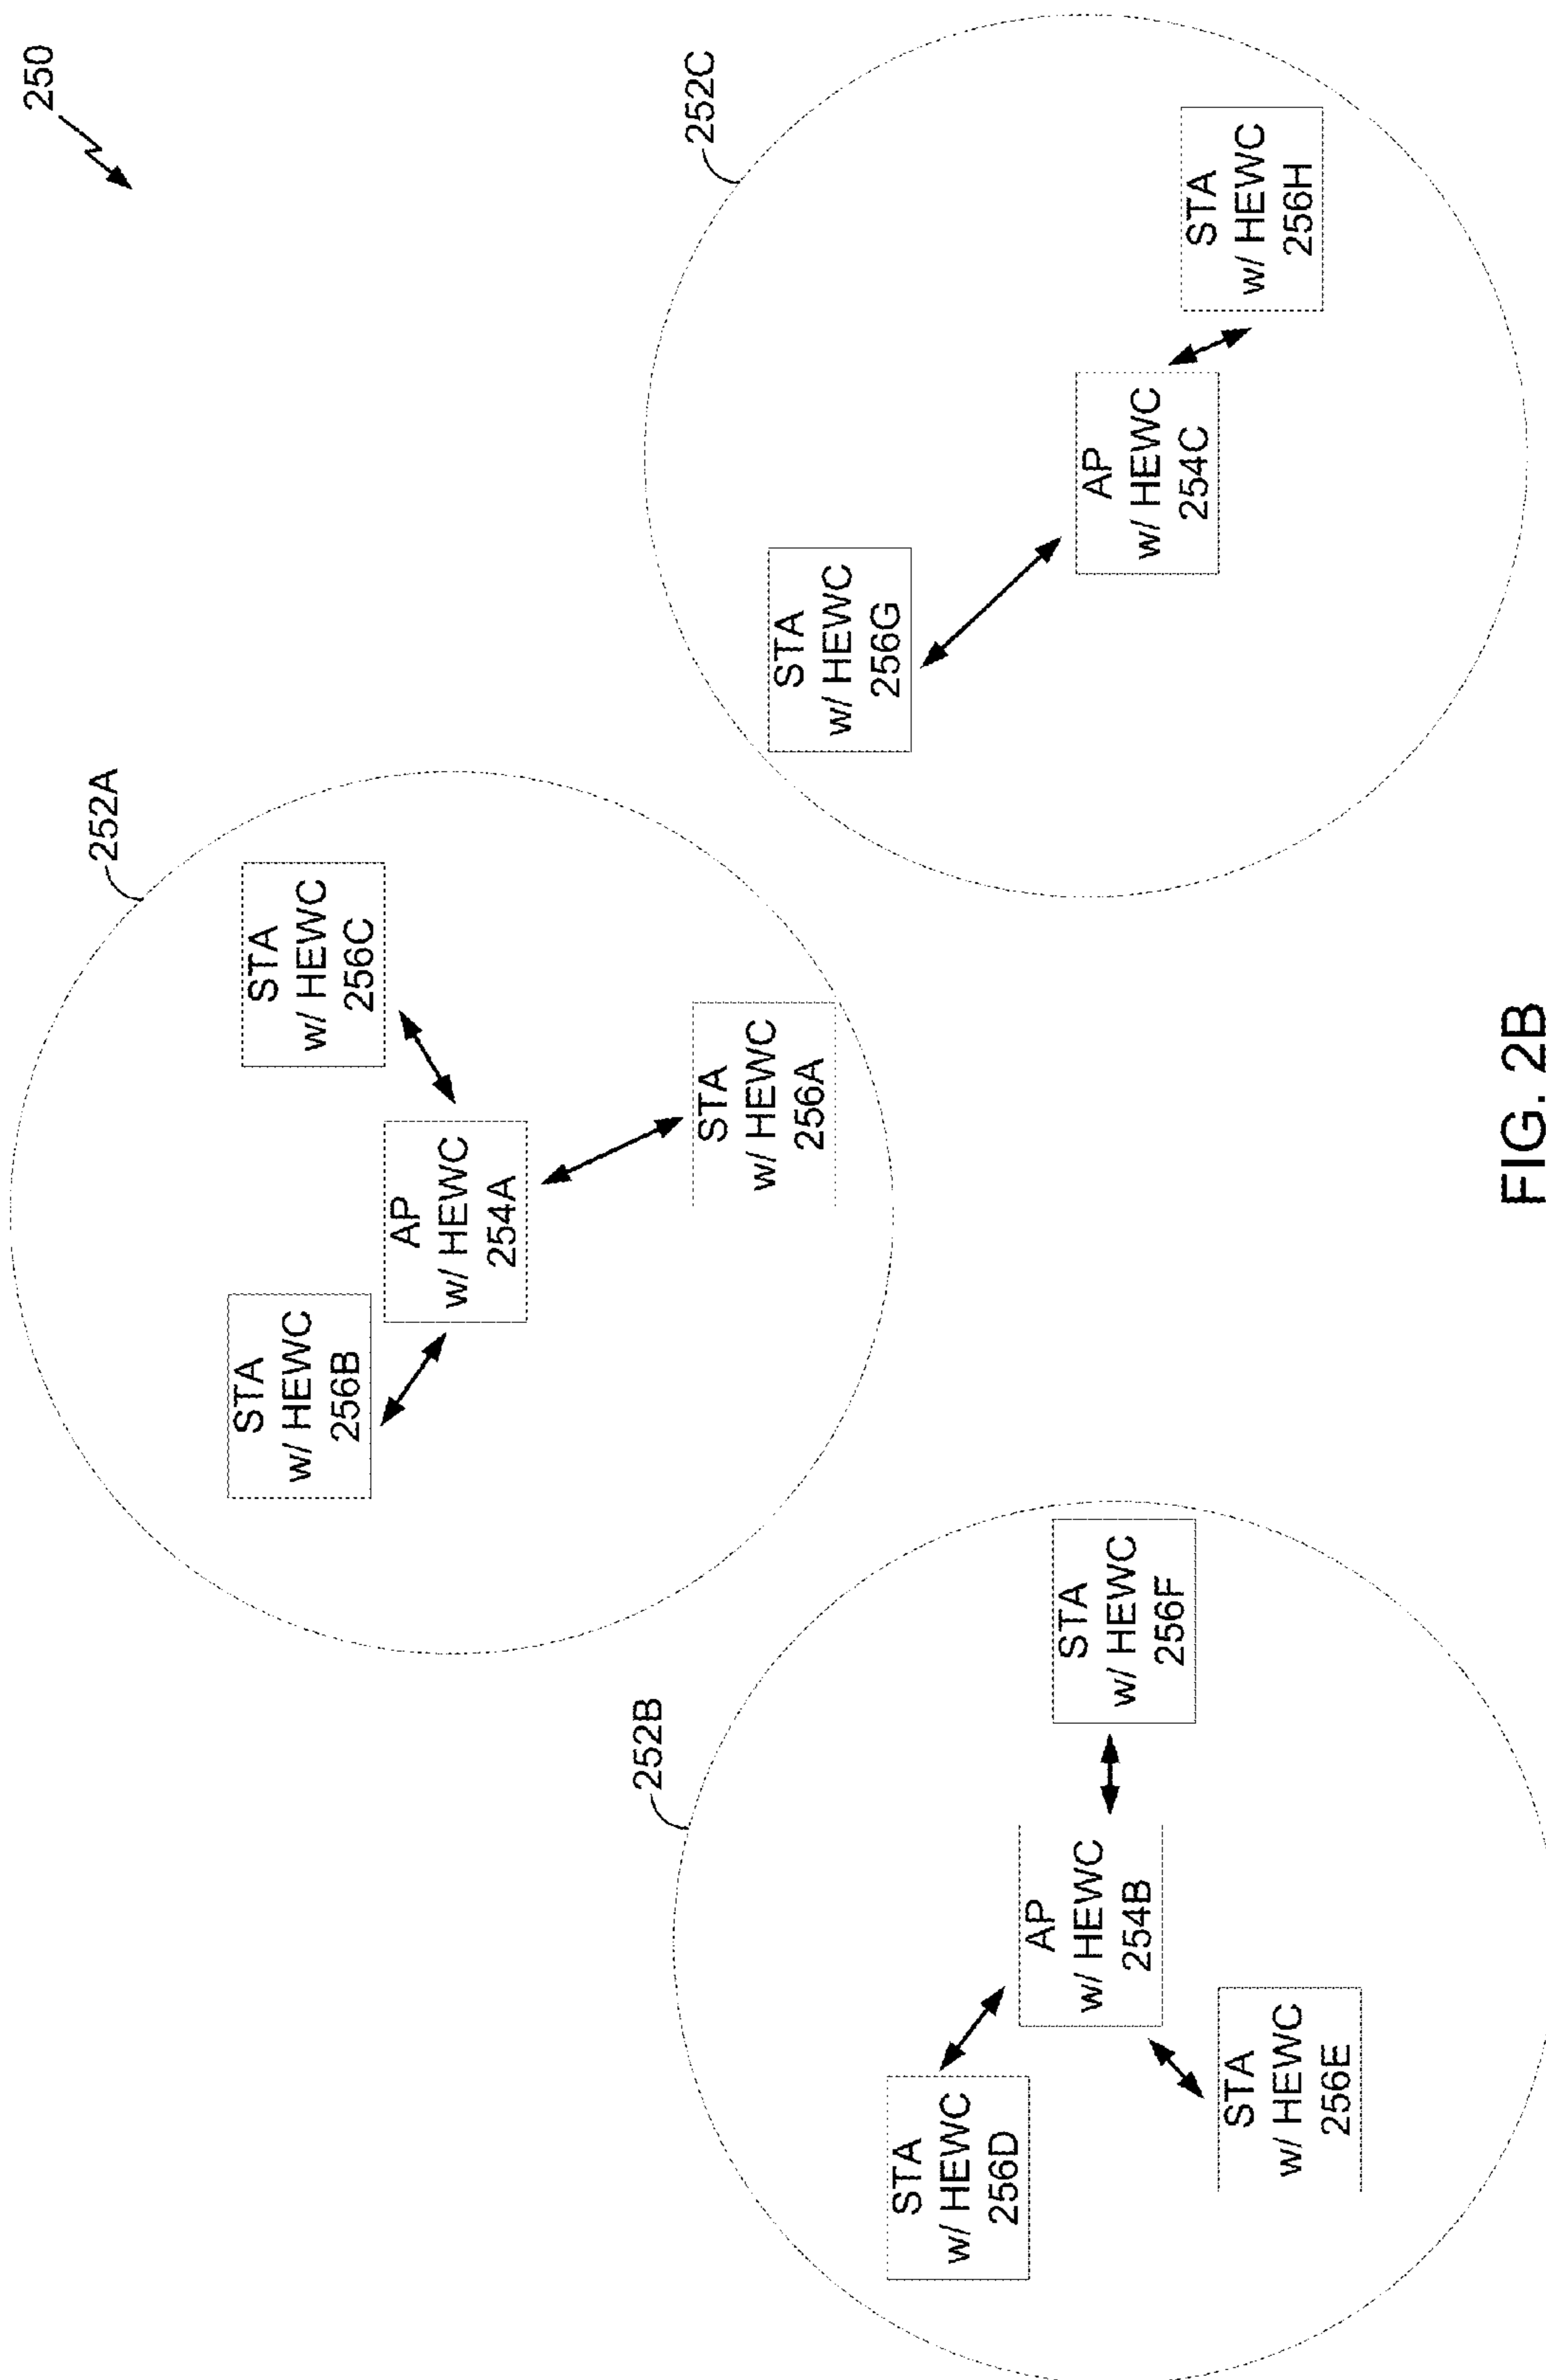 250
252A
STA
w/ HEWC
256B
STA
w/ HEWC
256C
AP
w/ HEWC
254A
STA
w/ HEWC
256A
252B
STA
w/ HEWC
256D
AP
w/ HEWC
254B
STA
w/ HEWC
256F
STA
w/ HEWC
256E
252C
STA
w/ HEWC
256G
AP
w/ HEWC
254C
STA
w/ HEWC
256H
FIG. 2B